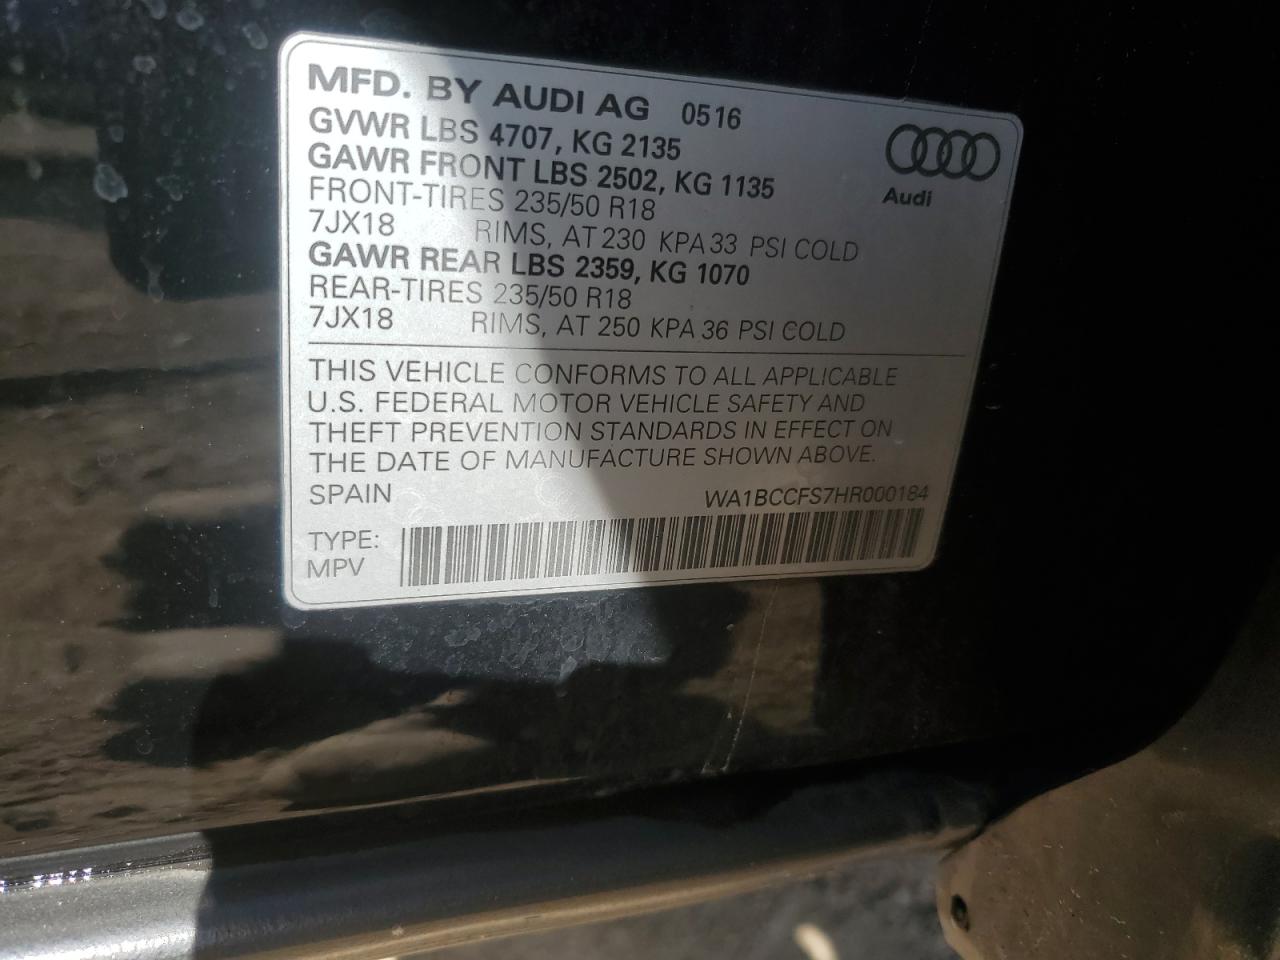 MFD. BY AUDI AG 0516
GVWR LBS 4707, KG 2135
GAWR FRONT LBS 2502, KG 1135
FRONT-TIRES 235/50 R18
7JX18 RIMS, AT 230 KPA 33 PSI COLD
GAWR REAR LBS 2359, KG 1070
REAR-TIRES 235/50 R18
7JX18 RIMS, AT 250 KPA 36 PSI COLD
Audi
THIS VEHICLE CONFORMS TO ALL APPLICABLE
U.S. FEDERAL MOTOR VEHICLE SAFETY AND
THEFT PREVENTION STANDARDS IN EFFECT ON
THE DATE OF MANUFACTURE SHOWN ABOVE.
SPAIN WA1BCCFS7HR000184
TYPE:
MPV